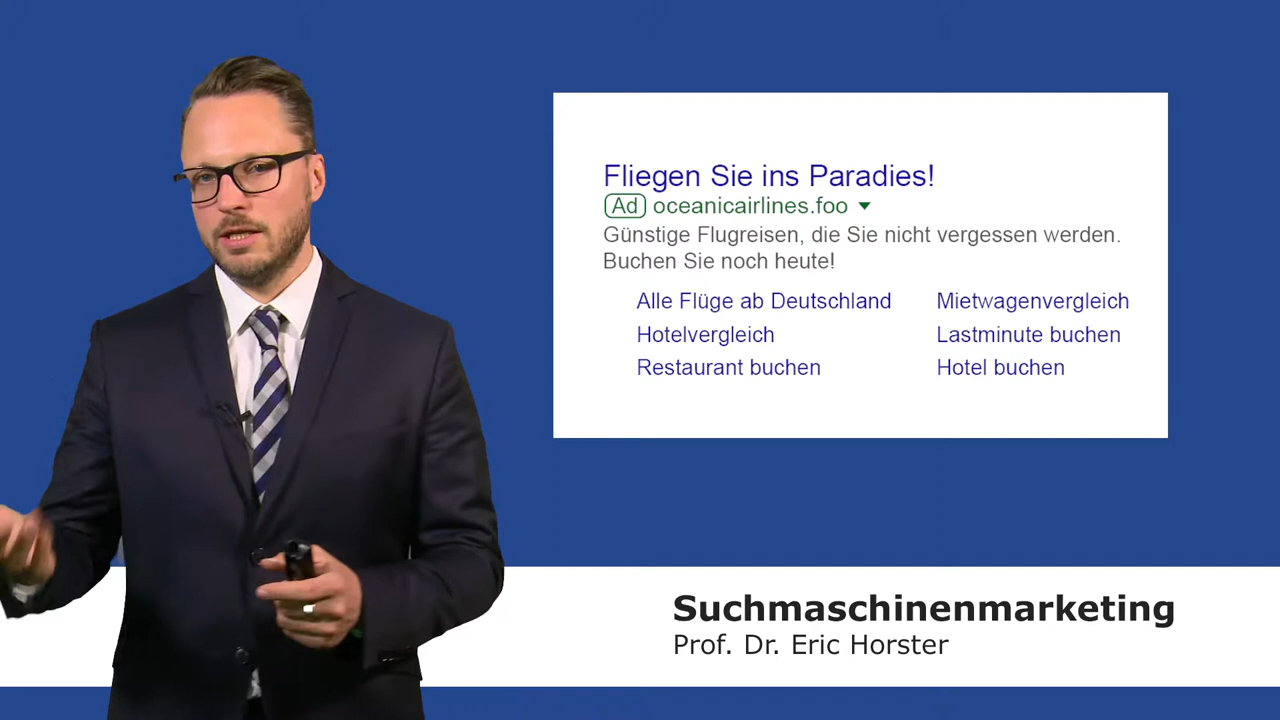 Fliegen Sie ins Paradies!
Ad oceanicairlines.foo
Günstige Flugreisen, die Sie nicht vergessen werden.
Buchen Sie noch heute!
Alle Flüge ab Deutschland Mietwagenvergleich
Hotelvergleich Lastminute buchen
Restaurant buchen Hotel buchen
Suchmaschinenmarketing
Prof. Dr. Eric Horster